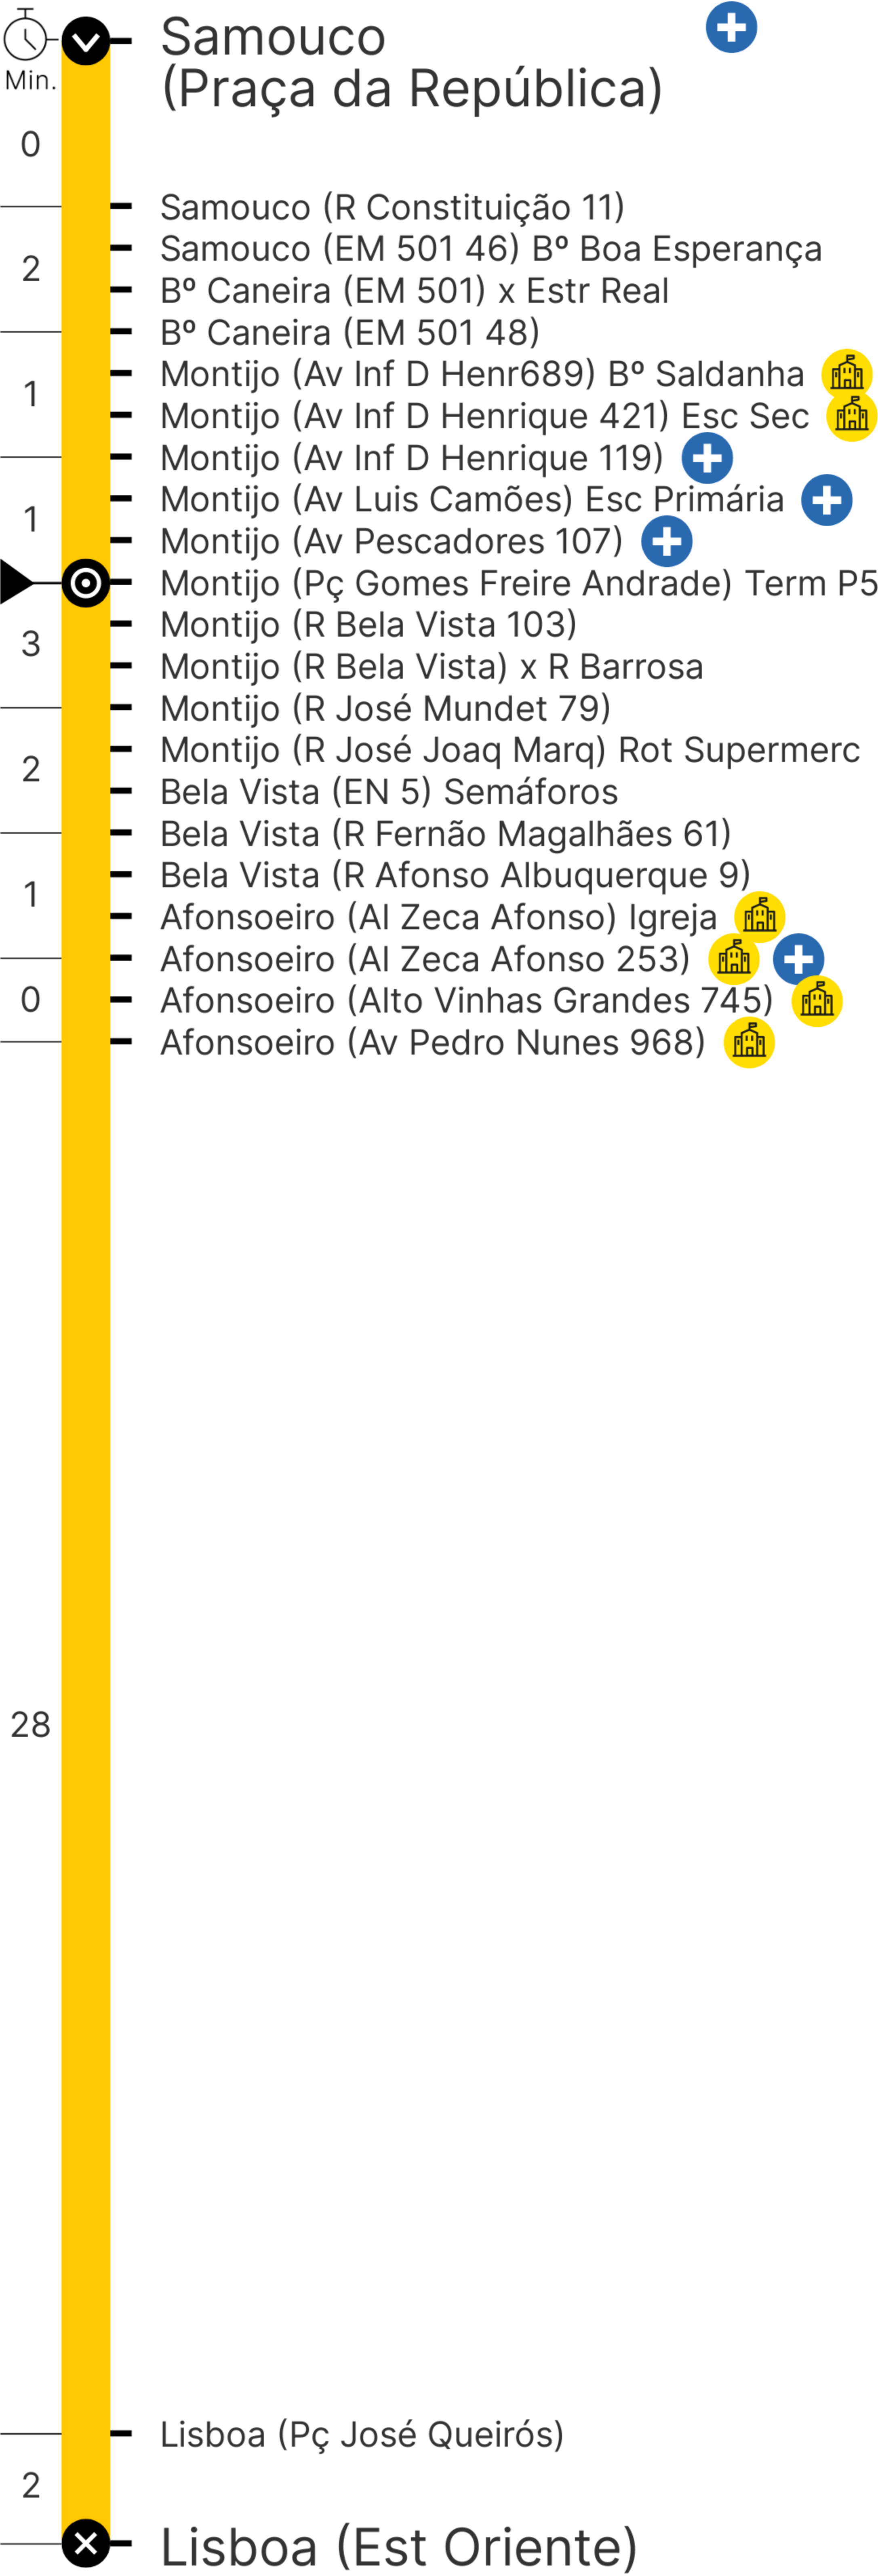 Samouco
(Praça da República)
Min.
0
Samouco (R Constituição 11)
Samouco (EM 501 46) Bº Boa Esperança
2
Bº Caneira (EM 501) x Estr Real
Bº Caneira (EM 501 48)
Montijo (Av Inf D Henr689) Bº Saldanha
1
Montijo (Av Inf D Henrique 421) Esc Sec
Montijo (Av Inf D Henrique 119)
Montijo (Av Luis Camões) Esc Primária
1
Montijo (Av Pescadores 107)
Montijo (Pç Gomes Freire Andrade) Term P5
Montijo (R Bela Vista 103)
3
Montijo (R Bela Vista) x R Barrosa
Montijo (R José Mundet 79)
Montijo (R José Joaq Marq) Rot Supermerc
2
Bela Vista (EN 5) Semáforos
Bela Vista (R Fernão Magalhães 61)
Bela Vista (R Afonso Albuquerque 9)
1
Afonsoeiro (Al Zeca Afonso) Igreja
Afonsoeiro (Al Zeca Afonso 253)
0
Afonsoeiro (Alto Vinhas Grandes 745)
Afonsoeiro (Av Pedro Nunes 968)
28
Lisboa (Pç José Queirós)
2
Lisboa (Est Oriente)